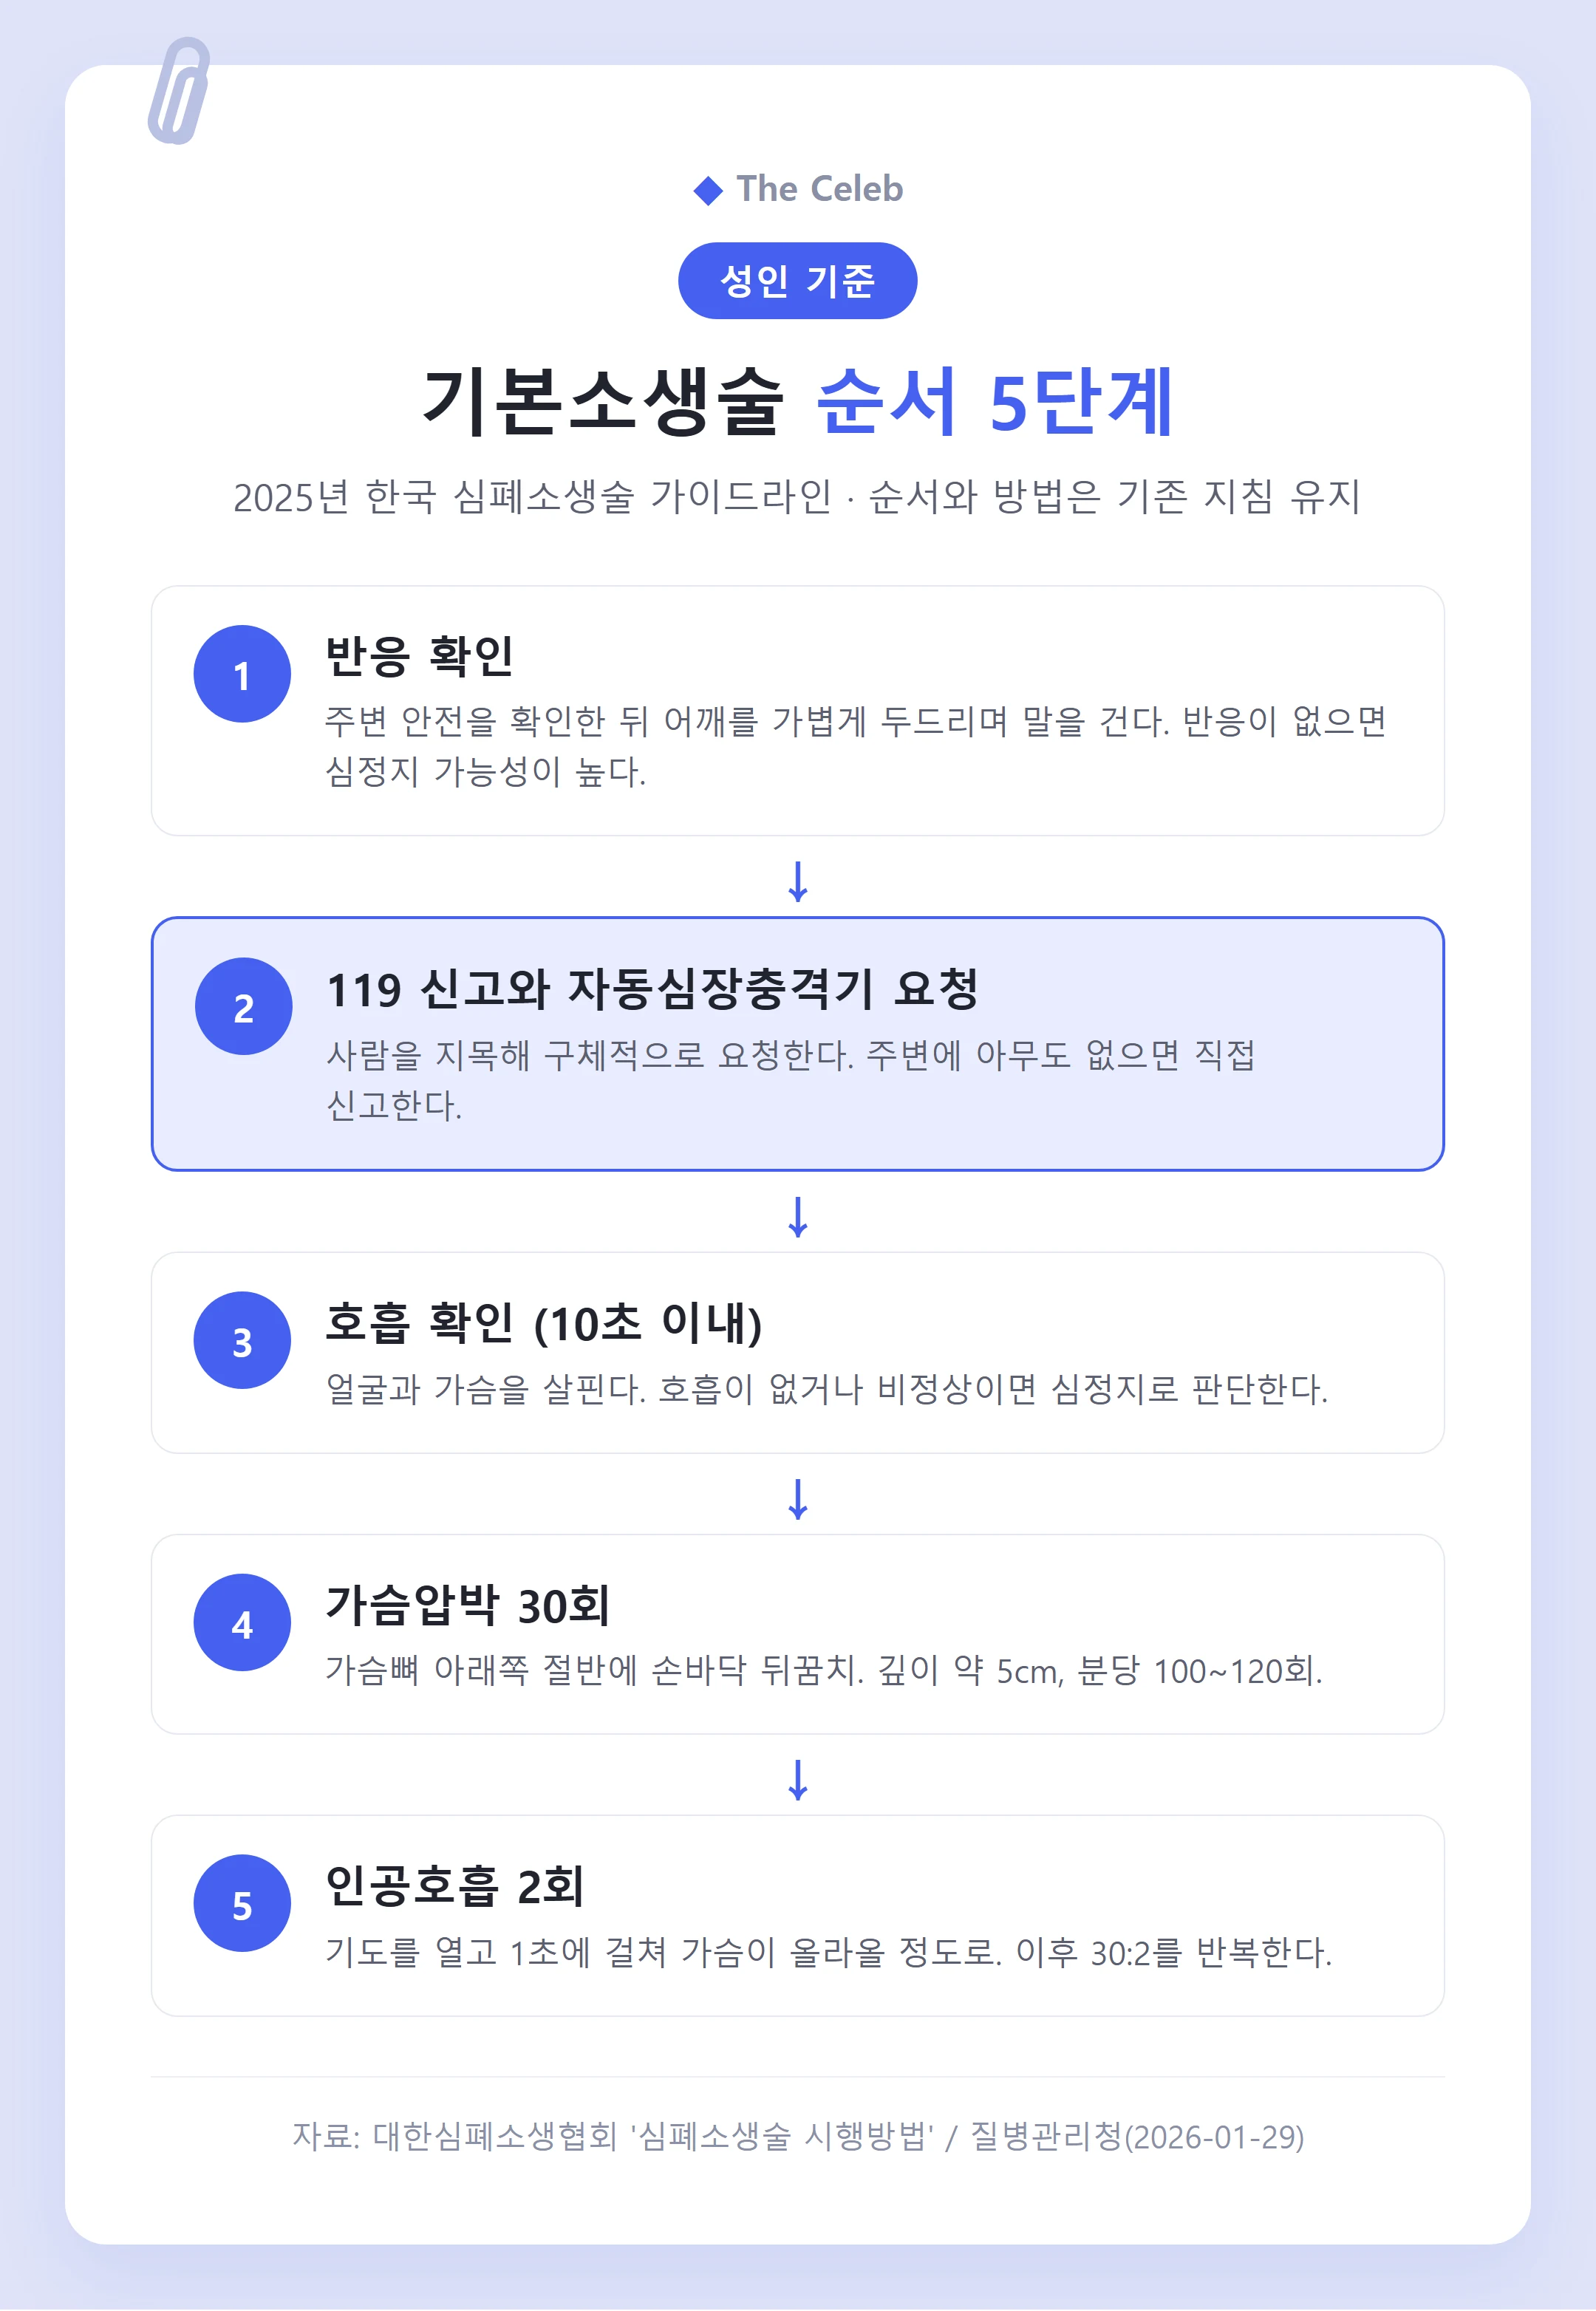 The Celeb
성인 기준
기본소생술 순서 5단계
2025년 한국 심폐소생술 가이드라인 · 순서와 방법은 기존 지침 유지
1
반응 확인
주변 안전을 확인한 뒤 어깨를 가볍게 두드리며 말을 건다. 반응이 없으면
심정지 가능성이 높다.
↓
2
119 신고와 자동심장충격기 요청
사람을 지목해 구체적으로 요청한다. 주변에 아무도 없으면 직접
신고한다.
↓
3
호흡 확인 (10초 이내)
얼굴과 가슴을 살핀다. 호흡이 없거나 비정상이면 심정지로 판단한다.
↓
4
가슴압박 30회
가슴뼈 아래쪽 절반에 손바닥 뒤꿈치. 깊이 약 5cm, 분당 100~120회.
↓
5
인공호흡 2회
기도를 열고 1초에 걸쳐 가슴이 올라올 정도로. 이후 30:2를 반복한다.
자료: 대한심폐소생협회 '심폐소생술 시행방법' / 질병관리청(2026-01-29)